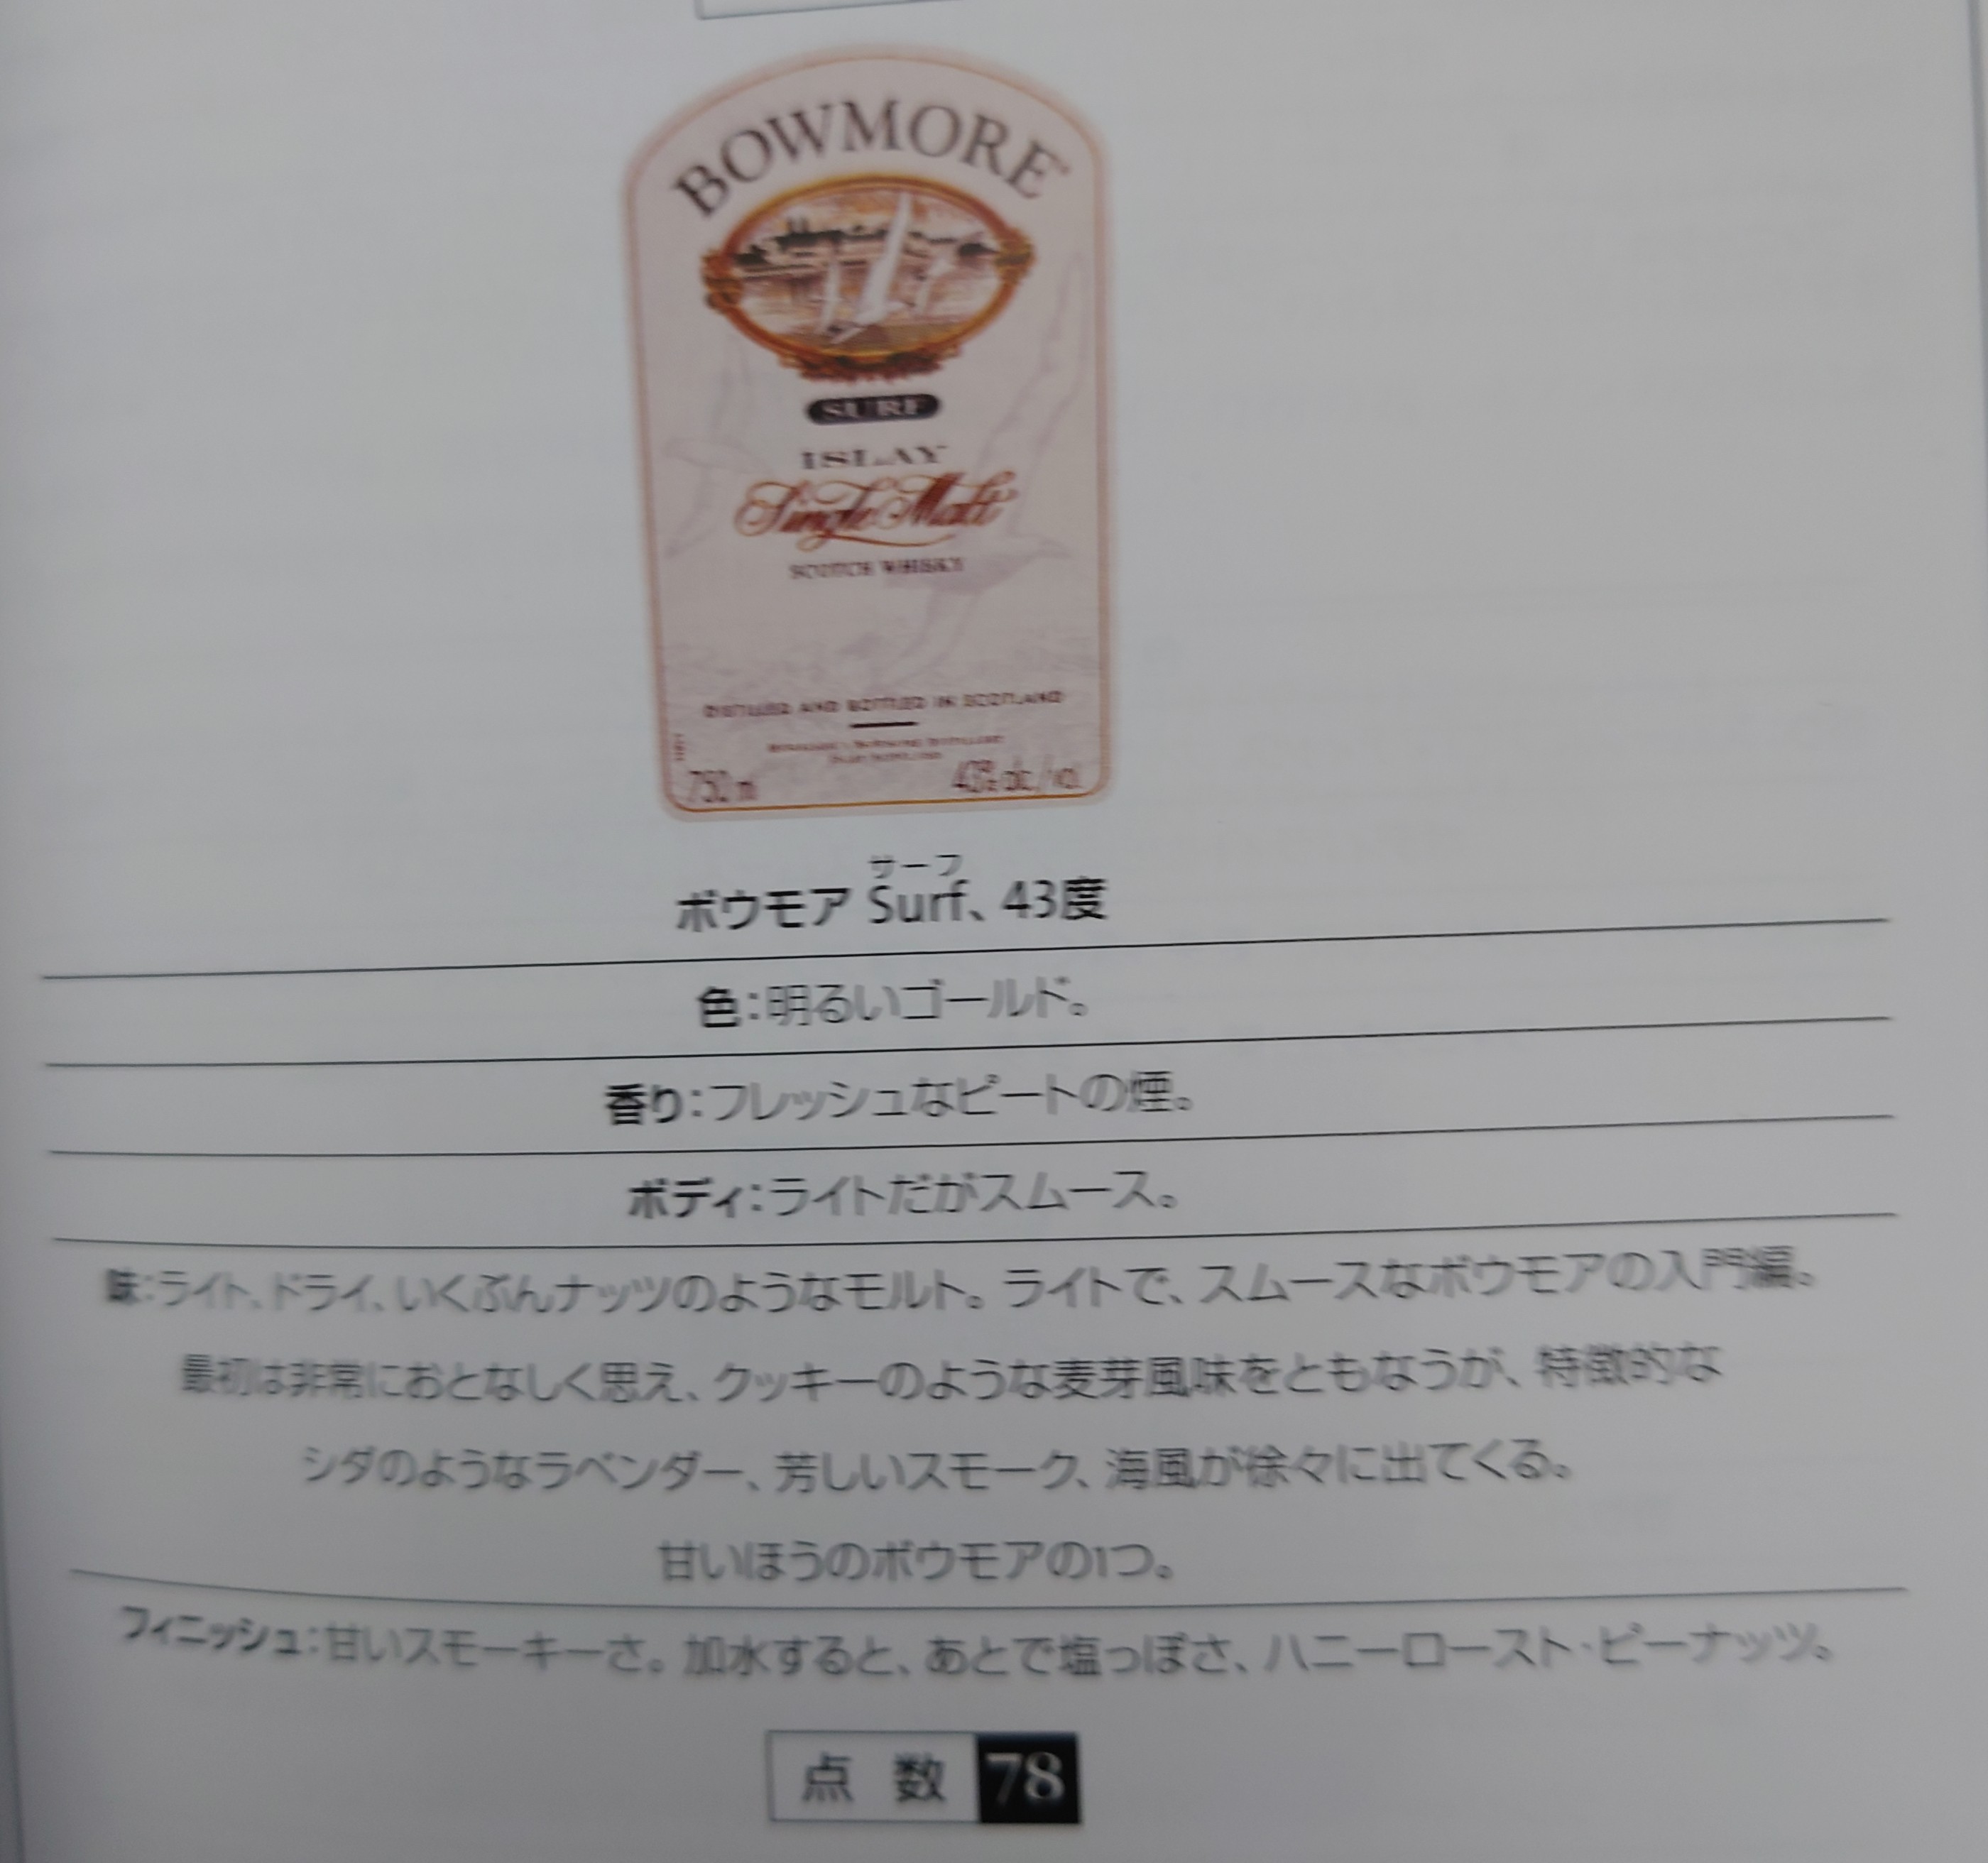 BOWMORE
SURF
ISLAY
Single Malt
SCOTCH WHISKY
DISTILLED AND BOTTLED IN SCOTLAND
750 m
43% alc./vol.
サーフ
ボウモア Surf、43度
色：明るいゴールド。
香り：フレッシュなピートの煙。
ボディ：ライトだがスムース。
味：ライト、ドライ、いくぶんナッツのようなモルト。ライトで、スムースなボウモアの入門編。
最初は非常におとなしく思え、クッキーのような麦芽風味をともなうが、特徴的な
シダのようなラベンダー、芳しいスモーク、海風が徐々に出てくる。
甘いほうのボウモアの1つ。
フィニッシュ：甘いスモーキーさ。加水すると、あとで塩っぽさ、ハニーロースト・ピーナッツ。
点数 78